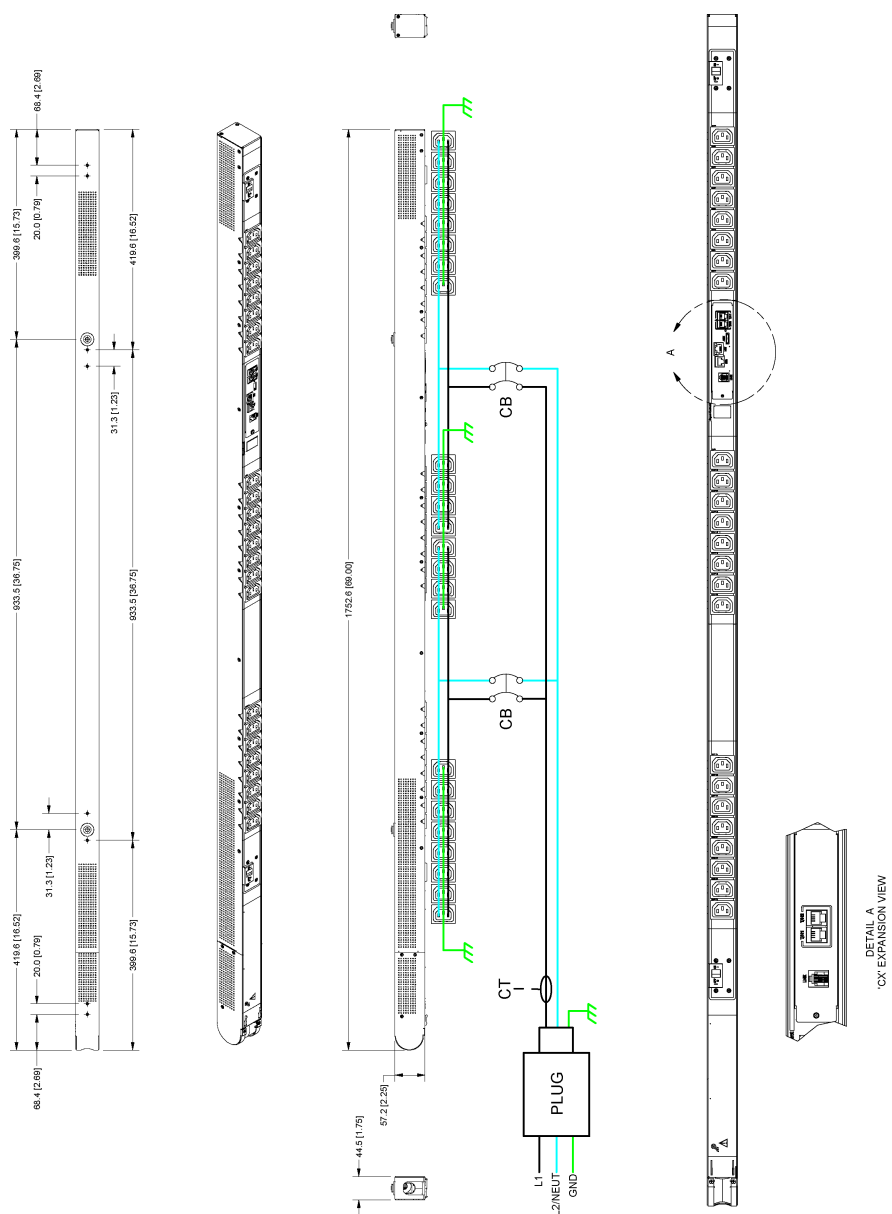 68.4 [2.69]
399.6 [15.73]
20.0 [0.79]
419.6 [16.52]
31.3 [1.23]
933.5 [36.75]
933.5 [36.75]
31.3 [1.23]
419.6 [16.52]
20.0 [0.79]
399.6 [15.73]
68.4 [2.69]
1752.6 [69.00]
57.2 [2.25]
44.5 [1.75]
CB
CB
CT
PLUG
L1
L2/NEUT
GND
A
DETAIL A
'CX' EXPANSION VIEW